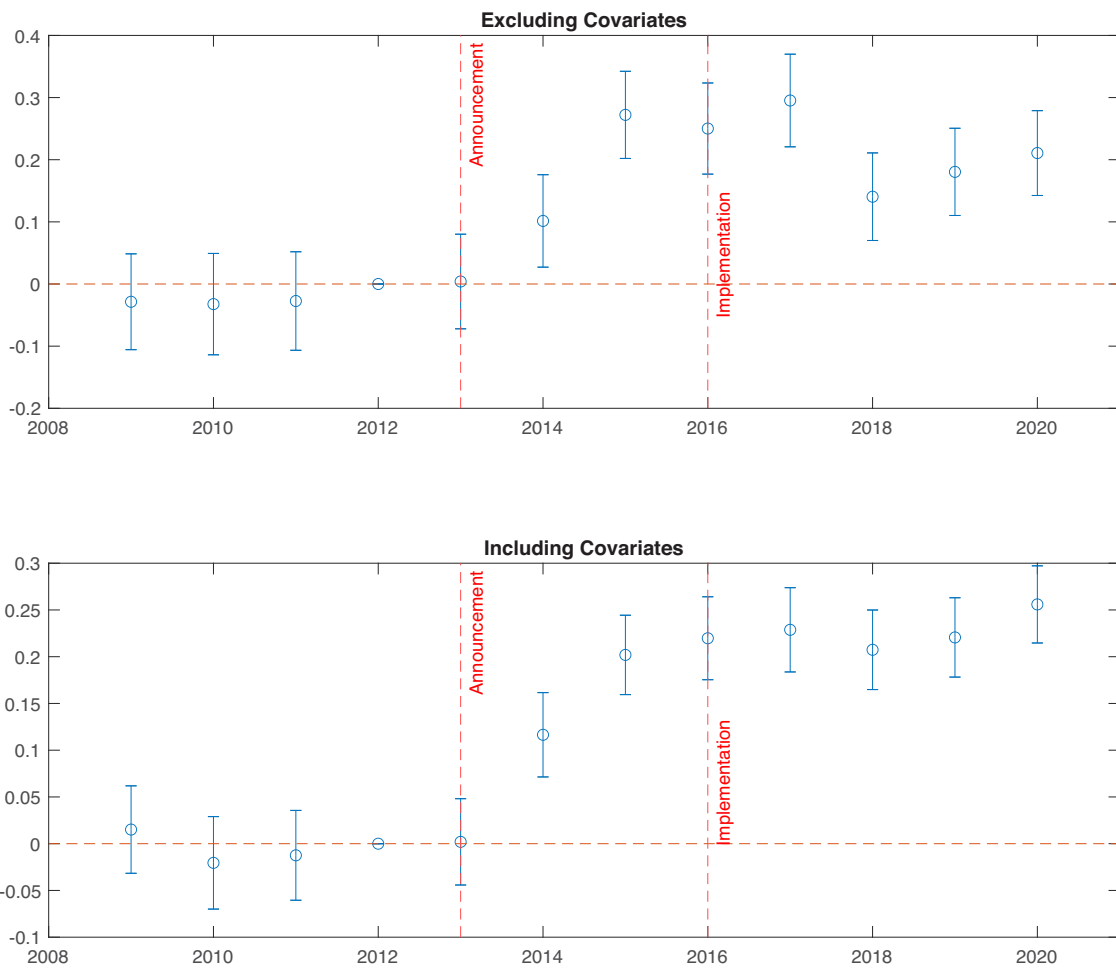 Excluding Covariates
0.4
0.3
0.2
0.1
0
-0.1
-0.2
Announcement
Implementation
2008 2010 2012 2014 2016 2018 2020
Including Covariates
0.3
0.25
0.2
0.15
0.1
0.05
0
-0.05
-0.1
Announcement
Implementation
2008 2010 2012 2014 2016 2018 2020